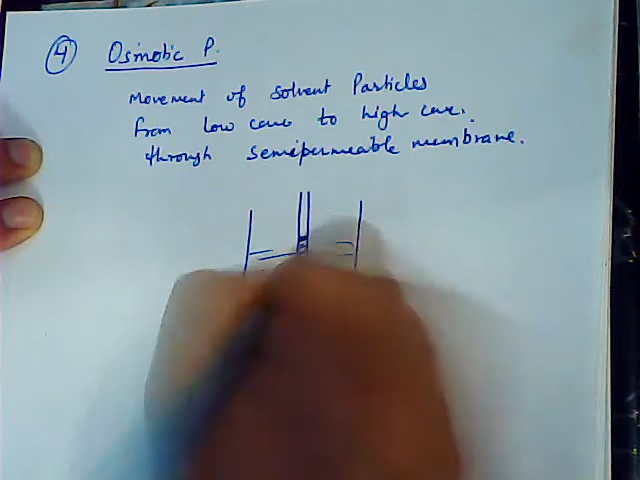 4 Osmotic P.
Movement of solvent Particles
from low conc to high conc.
through semipermeable membrane.